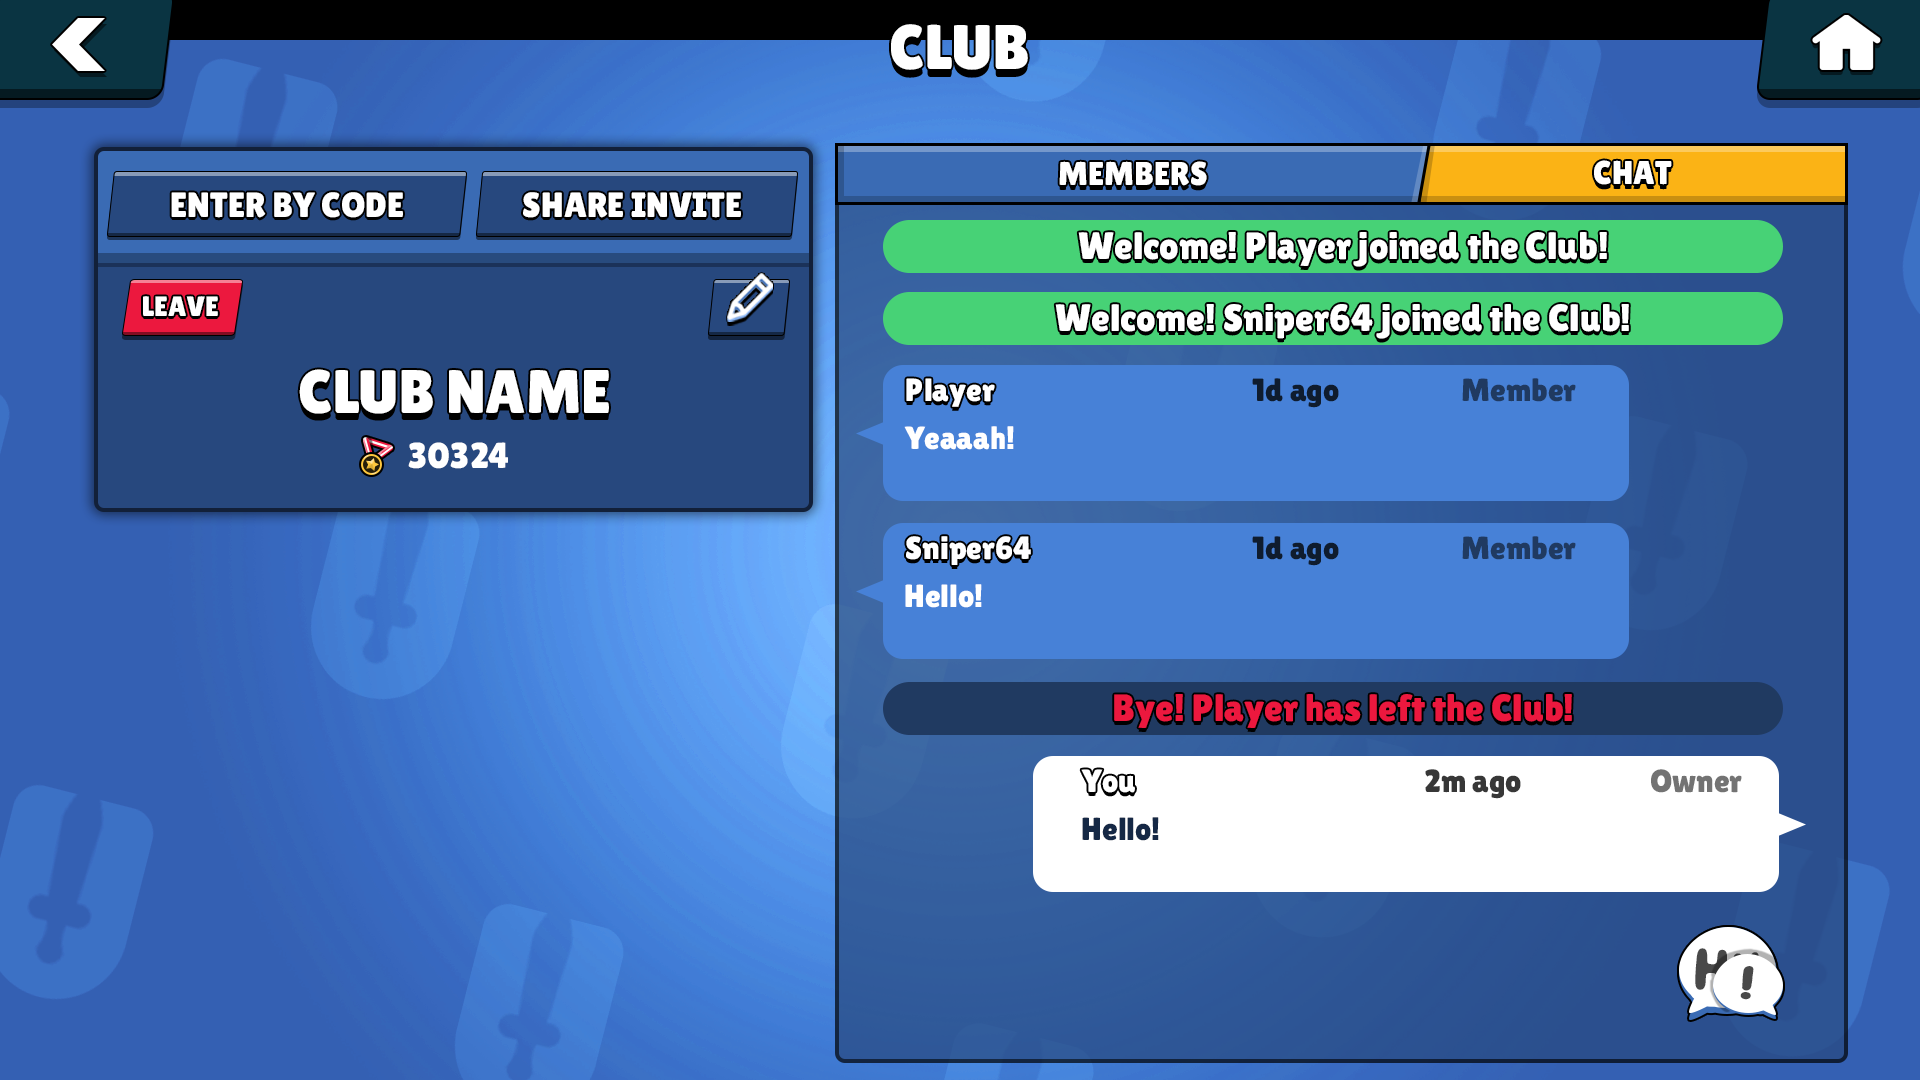 CLUB
ENTER BY CODE
SHARE INVITE
LEAVE
CLUB NAME
30324
MEMBERS
CHAT
Welcome! Player joined the Club!
Welcome! Sniper64 joined the Club!
Player 1d ago Member
Yeaaah!
Sniper64 1d ago Member
Hello!
Bye! Player has left the Club!
You 2m ago Owner
Hello!
!